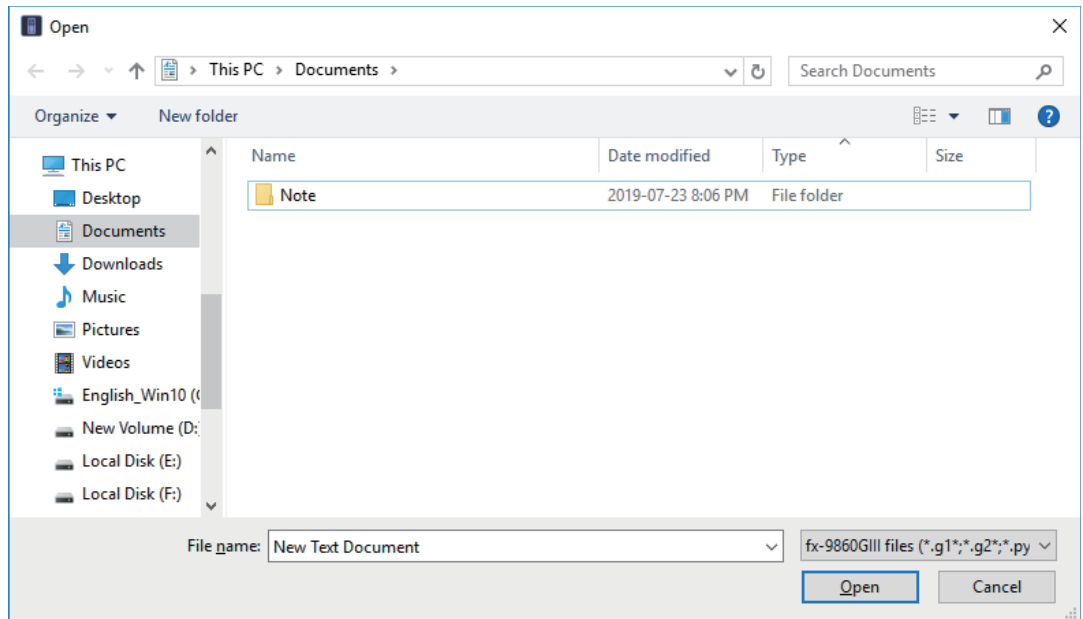 Open
This PC > Documents >
Search Documents
Organize
New folder
Name Date modified Type Size
Note 2019-07-23 8:06 PM File folder
This PC
Desktop
Documents
Downloads
Music
Pictures
Videos
English_Win10 (
New Volume (D:
Local Disk (E:)
Local Disk (F:)
File name: New Text Document
fx-9860GIII files (*.g1*;*.g2*;*.py
Open Cancel